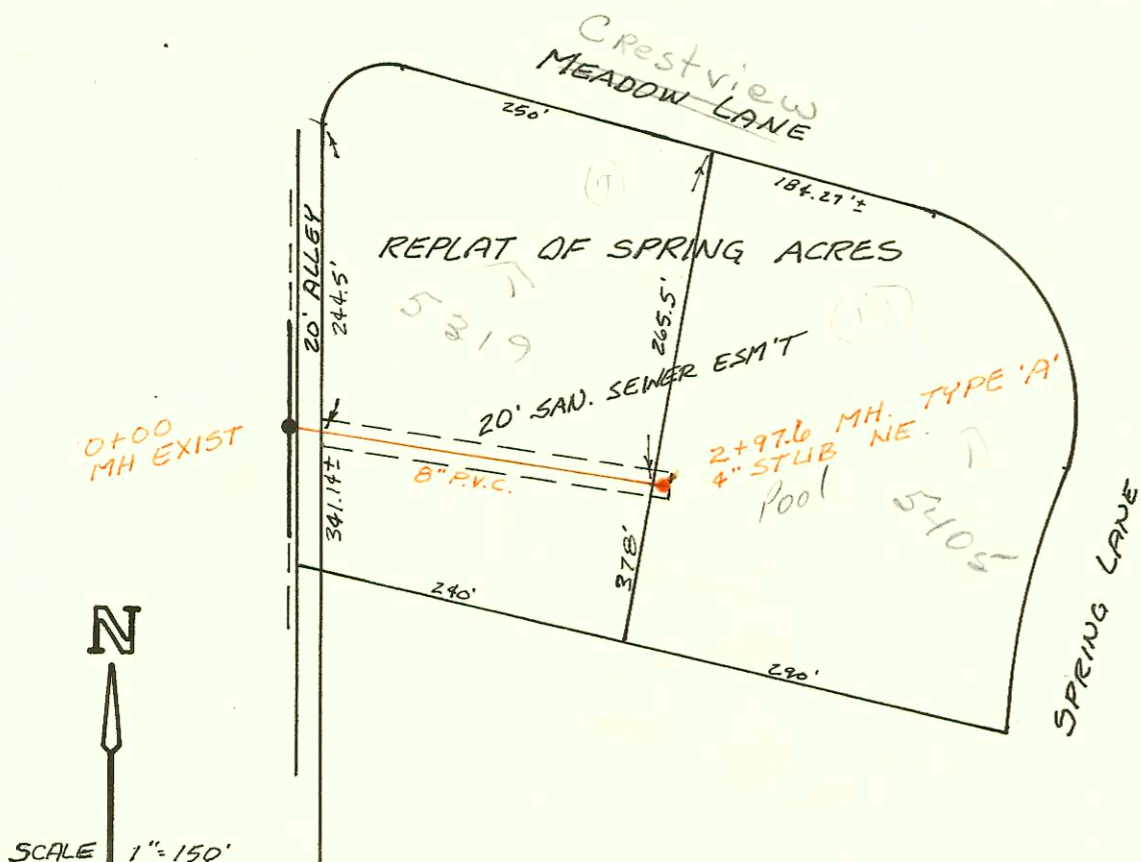 Crestview
MEADOW LANE
250'
184.27'±
REPLAT OF SPRING ACRES
20' ALLEY
244.5'
5319
265.5'
20' SAN. SEWER ESM'T
0+00
MH EXIST
8" P.V.C.
2+97.6 MH. TYPE 'A'
4" STUB NE.
Pool
5405
341.14±
378'
240'
290'
SPRING LANE
N
SCALE 1"=150'